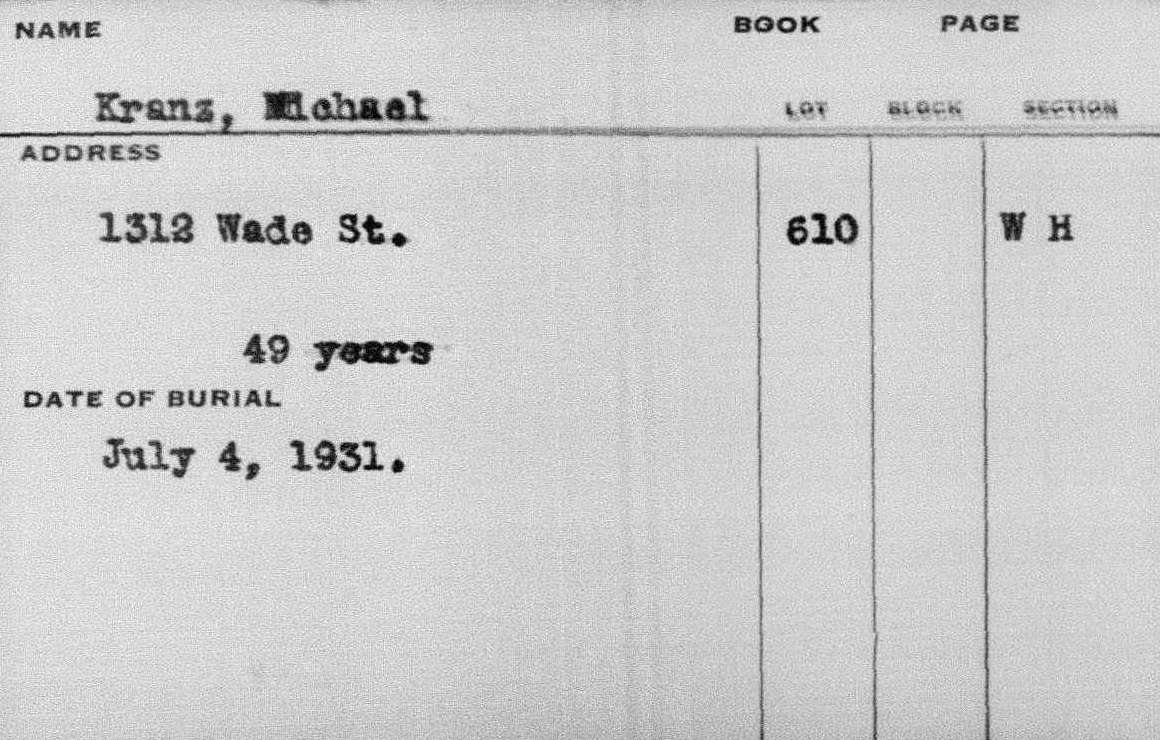 NAME BOOK PAGE
Kranz, Michael LOT BLOCK SECTION
ADDRESS
1312 Wade St. 610 W H
49 years
DATE OF BURIAL
July 4, 1931.